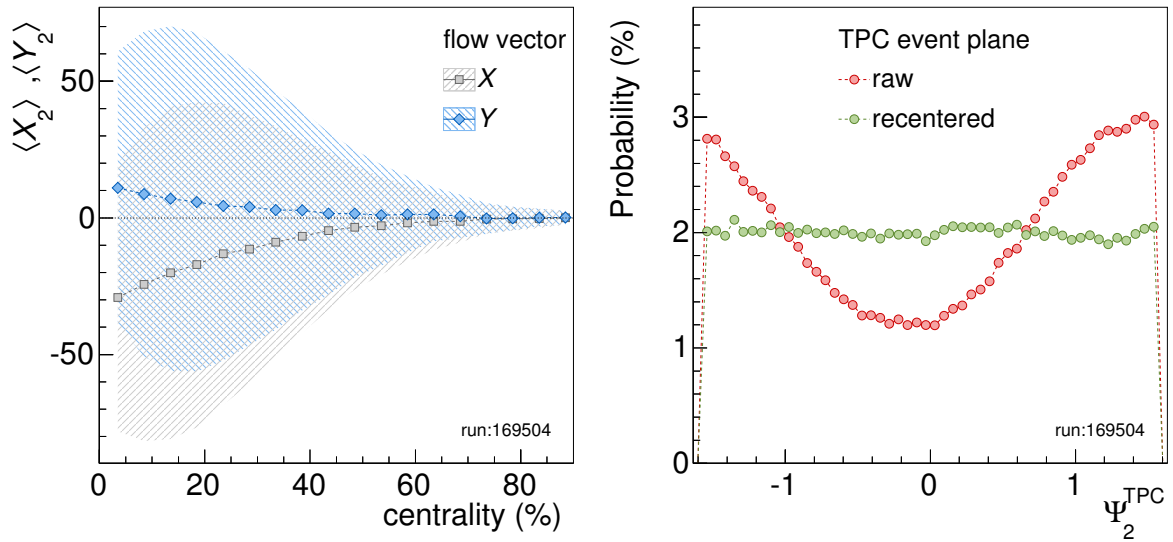 ⟨X₂⟩ ,⟨Y₂⟩
flow vector
X
Y
50
0
-50
run:169504
0 20 40 60 80
centrality (%)
Probability (%)
TPC event plane
raw
recentered
3
2
1
0
run:169504
-1 0 1
Ψ₂ᵀᴾᶜ